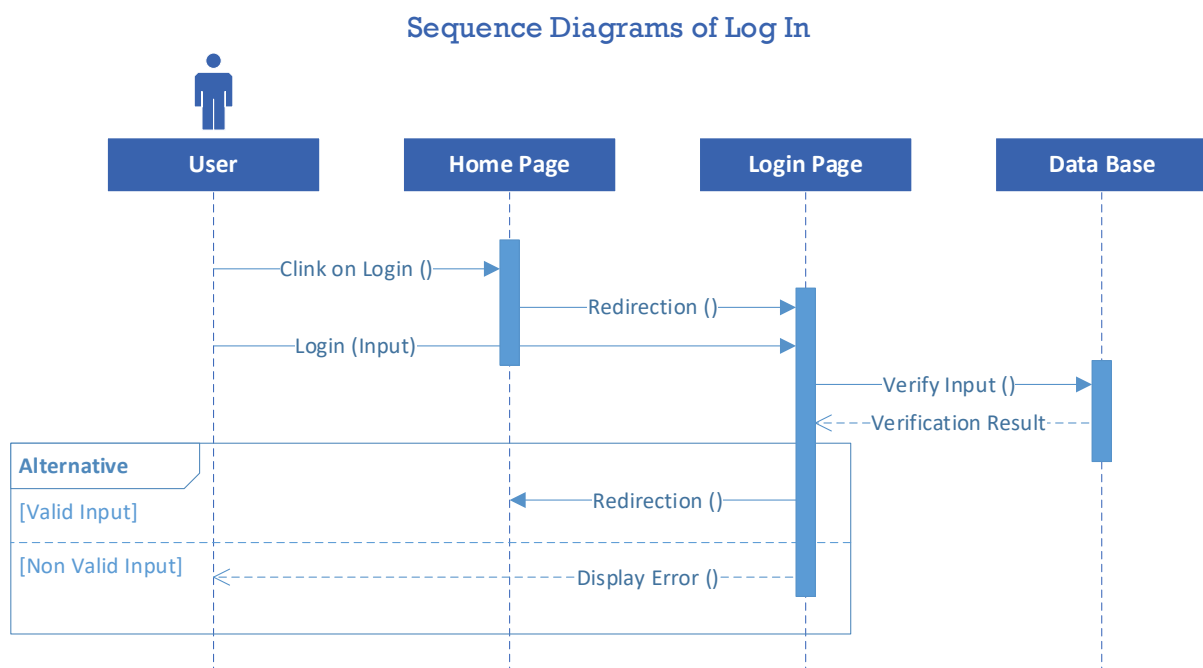 Sequence Diagrams of Log In
User
Home Page
Login Page
Data Base
Clink on Login ()
Redirection ()
Login (Input)
Verify Input ()
Verification Result
Alternative
[Valid Input]
Redirection ()
[Non Valid Input]
Display Error ()